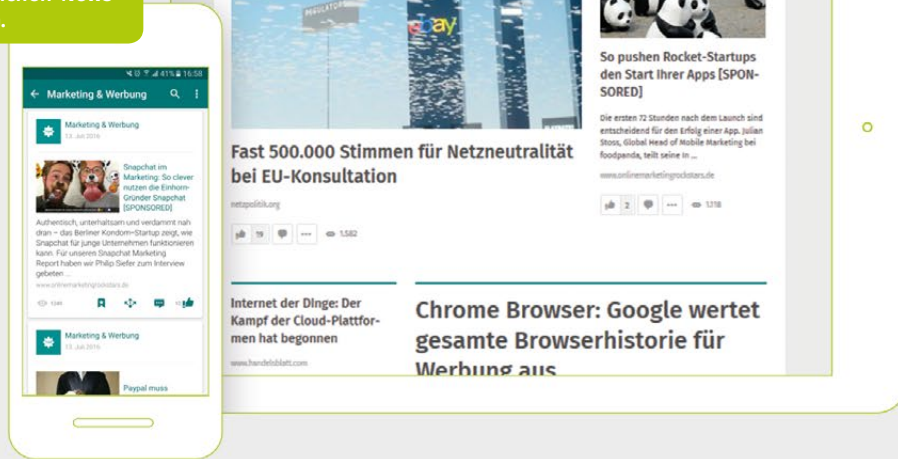 .
41% 16:58
Marketing & Werbung
Marketing & Werbung
13. Juli 2016
Snapchat im
Marketing: So clever
nutzen die Einhorn-
Gründer Snapchat
[SPONSORED]
Authentisch, unterhaltsam und verdammt nah
dran – das Berliner Kondom-Startup zeigt, wie
Snapchat für junge Unternehmen funktionieren
kann. Für unseren Snapchat Marketing
Report haben wir Philip Siefer zum Interview
gebeten ...
www.onlinemarketingrockstars.de
Marketing & Werbung
13. Juli 2016
Paypal muss
ebay
Fast 500.000 Stimmen für Netzneutralität
bei EU-Konsultation
netzpolitik.org
19 ... 1.582
So pushen Rocket-Startups
den Start Ihrer Apps [SPON-
SORED]
Die ersten 72 Stunden nach dem Launch sind
entscheidend für den Erfolg einer App. Julian
Stoss, Global Head of Mobile Marketing bei
foodpanda, teilt seine In ...
www.onlinemarketingrockstars.de
2 ... 1.118
Internet der Dinge: Der
Kampf der Cloud-Plattfor-
men hat begonnen
www.handelsblatt.com
Chrome Browser: Google wertet
gesamte Browserhistorie für
Werbung aus